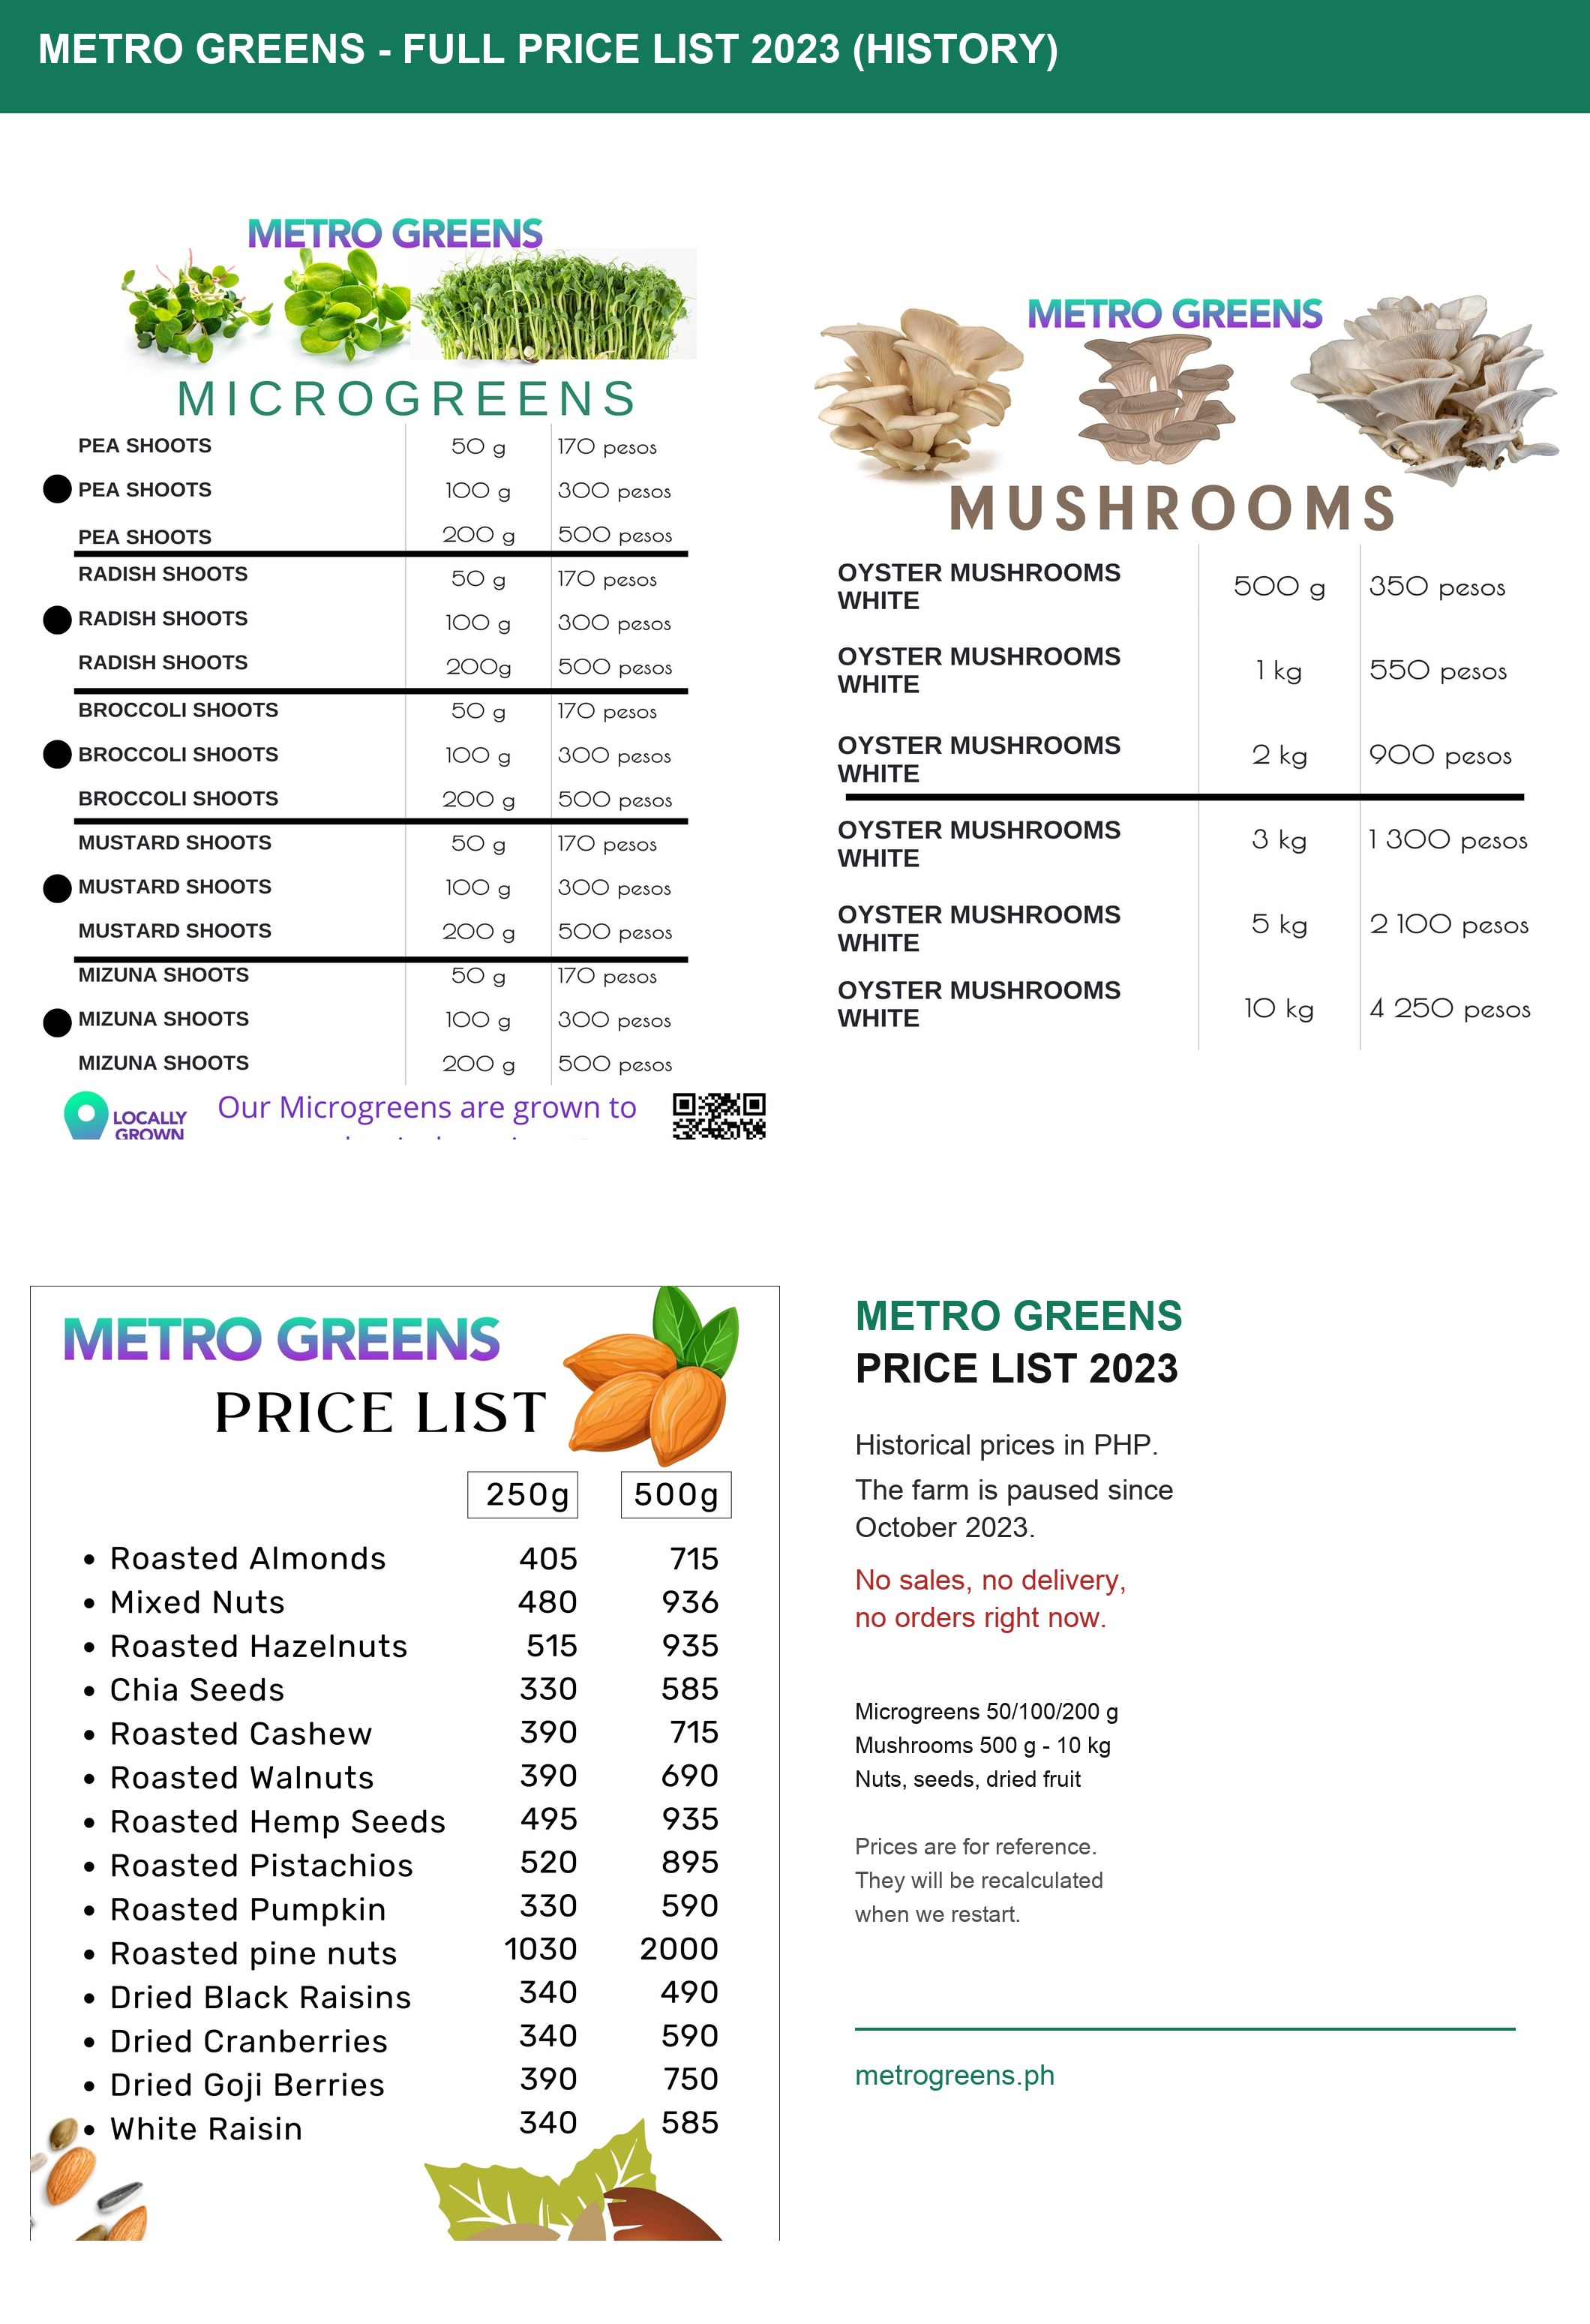 METRO GREENS - FULL PRICE LIST 2023 (HISTORY)
METRO GREENS
MICROGREENS
PEA SHOOTS 50 g 170 pesos
PEA SHOOTS 100 g 300 pesos
PEA SHOOTS 200 g 500 pesos
RADISH SHOOTS 50 g 170 pesos
RADISH SHOOTS 100 g 300 pesos
RADISH SHOOTS 200g 500 pesos
BROCCOLI SHOOTS 50 g 170 pesos
BROCCOLI SHOOTS 100 g 300 pesos
BROCCOLI SHOOTS 200 g 500 pesos
MUSTARD SHOOTS 50 g 170 pesos
MUSTARD SHOOTS 100 g 300 pesos
MUSTARD SHOOTS 200 g 500 pesos
MIZUNA SHOOTS 50 g 170 pesos
MIZUNA SHOOTS 100 g 300 pesos
MIZUNA SHOOTS 200 g 500 pesos
LOCALLY
GROWN
Our Microgreens are grown to
METRO GREENS
MUSHROOMS
OYSTER MUSHROOMS
WHITE 500 g 350 pesos
OYSTER MUSHROOMS
WHITE 1 kg 550 pesos
OYSTER MUSHROOMS
WHITE 2 kg 900 pesos
OYSTER MUSHROOMS
WHITE 3 kg 1 300 pesos
OYSTER MUSHROOMS
WHITE 5 kg 2 100 pesos
OYSTER MUSHROOMS
WHITE 10 kg 4 250 pesos
METRO GREENS
PRICE LIST
250g 500g
• Roasted Almonds 405 715
• Mixed Nuts 480 936
• Roasted Hazelnuts 515 935
• Chia Seeds 330 585
• Roasted Cashew 390 715
• Roasted Walnuts 390 690
• Roasted Hemp Seeds 495 935
• Roasted Pistachios 520 895
• Roasted Pumpkin 330 590
• Roasted pine nuts 1030 2000
• Dried Black Raisins 340 490
• Dried Cranberries 340 590
• Dried Goji Berries 390 750
• White Raisin 340 585
METRO GREENS
PRICE LIST 2023
Historical prices in PHP.
The farm is paused since
October 2023.
No sales, no delivery,
no orders right now.
Microgreens 50/100/200 g
Mushrooms 500 g - 10 kg
Nuts, seeds, dried fruit
Prices are for reference.
They will be recalculated
when we restart.
metrogreens.ph